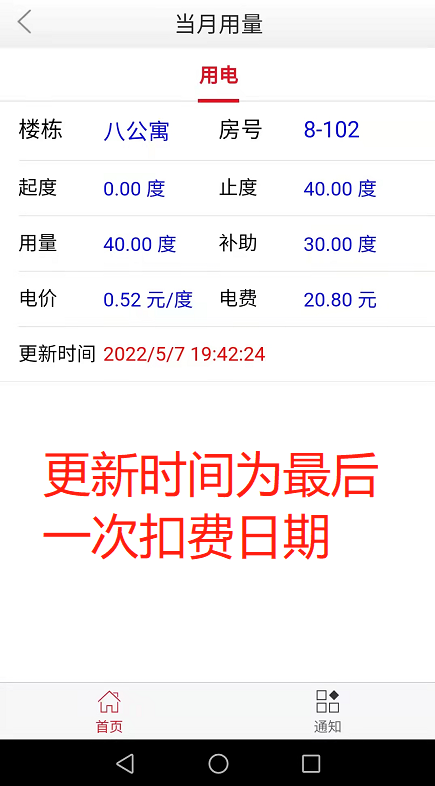 当月用量
用电
楼栋 八公寓 房号 8-102
起度 0.00 度 止度 40.00 度
用量 40.00 度 补助 30.00 度
电价 0.52 元/度 电费 20.80 元
更新时间 2022/5/7 19:42:24
更新时间为最后
一次扣费日期
首页 通知